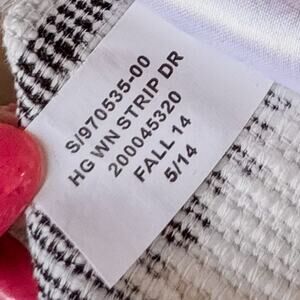 S/970535-00
HG WN STRIP DR
200045320
FALL 14
5/14